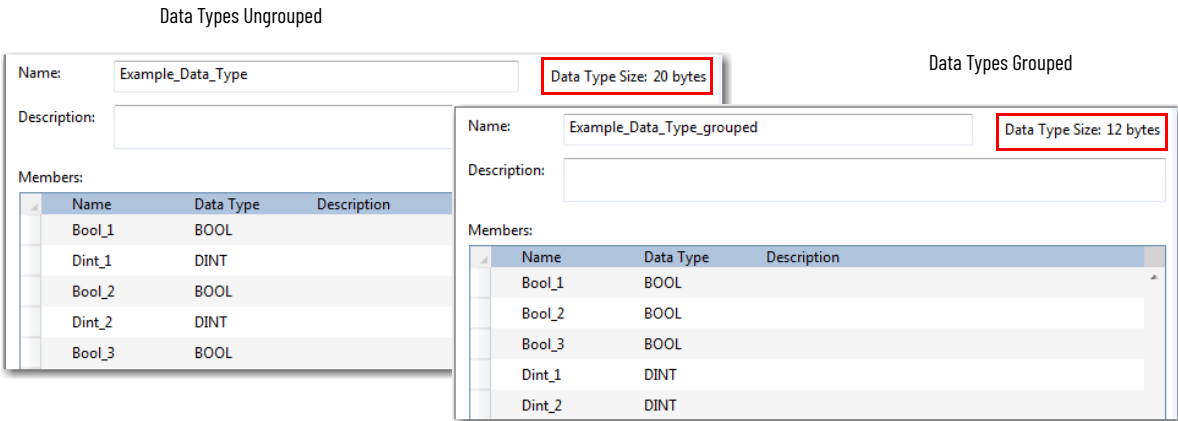 Data Types Ungrouped
Name: Example_Data_Type Data Type Size: 20 bytes
Description:
Members:
Name Data Type Description
Bool_1 BOOL
Dint_1 DINT
Bool_2 BOOL
Dint_2 DINT
Bool_3 BOOL
Data Types Grouped
Name: Example_Data_Type_grouped Data Type Size: 12 bytes
Description:
Members:
Name Data Type Description
Bool_1 BOOL
Bool_2 BOOL
Bool_3 BOOL
Dint_1 DINT
Dint_2 DINT